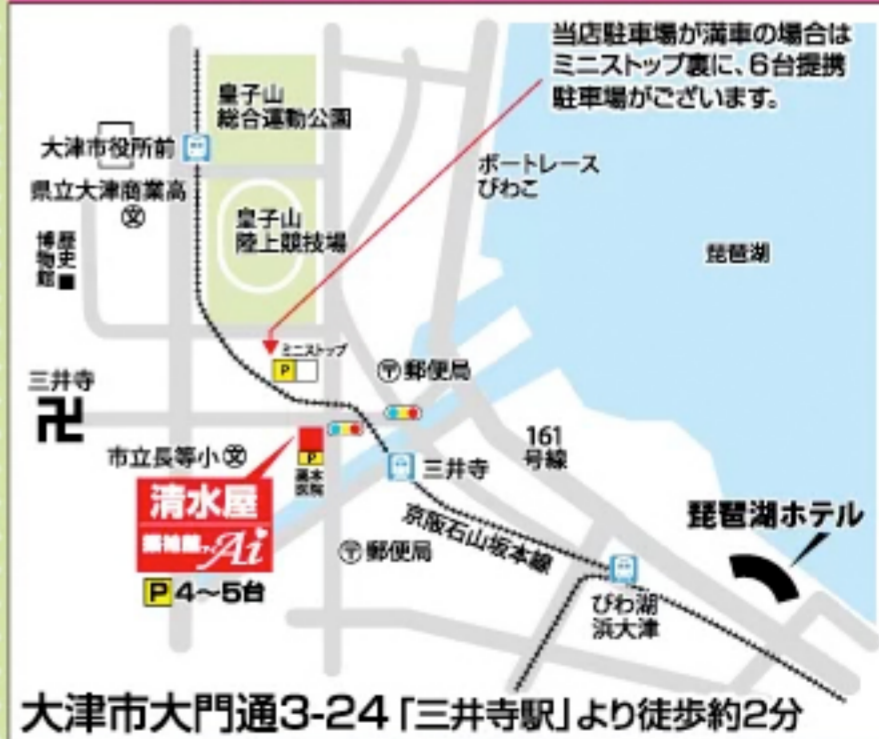 当店駐車場が満車の場合は
ミニストップ裏に、6台提携
駐車場がございます。
皇子山
総合運動公園
大津市役所前
県立大津商業高
文
皇子山
陸上競技場
歴史
博物館
ボートレース
びわこ
琵琶湖
ミニストップ
P
〒郵便局
三井寺
卍
市立長等小文
P
医院
三井寺
161
号線
清水屋
Ai
P4〜5台
〒郵便局
京阪石山坂本線
琵琶湖ホテル
びわ湖
浜大津
大津市大門通3-24「三井寺駅」より徒歩約2分